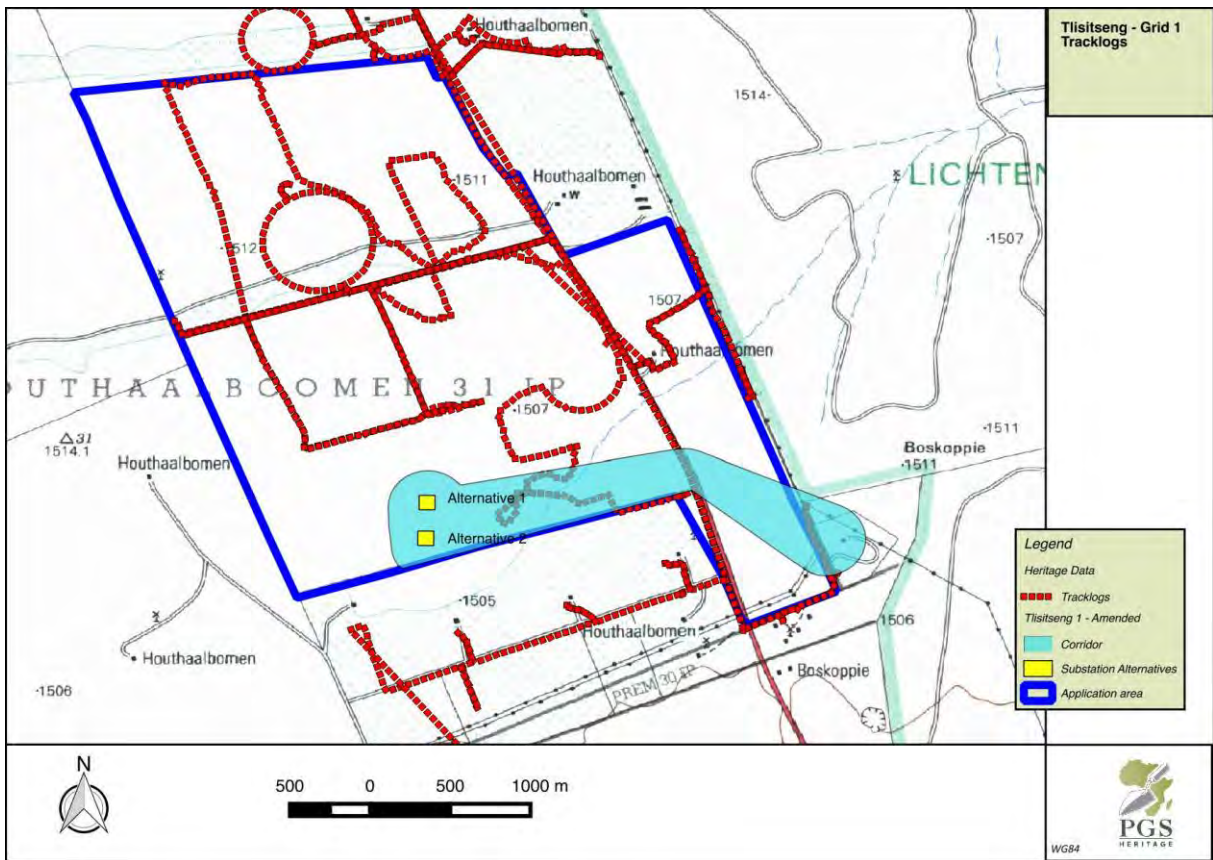 Tlisitseng - Grid 1
Tracklogs
Houthaalbomen
1514
1511
Houthaalbomen
W
LICHTEN
1512
1507
1507
Houthaalbomen
OUTHAALBOOMEN 31 IP
1507
31
1514.1
Houthaalbomen
Boskoppie
1511
1511
Alternative 1
Alternative 2
1505
Houthaalbomen
1506
Houthaalbomen
PREM 30 IP
Boskoppie
1506
Legend
Heritage Data
Tracklogs
Tlisitseng 1 - Amended
Corridor
Substation Alternatives
Application area
N
500 0 500 1000 m
PGS
HERITAGE
WG84